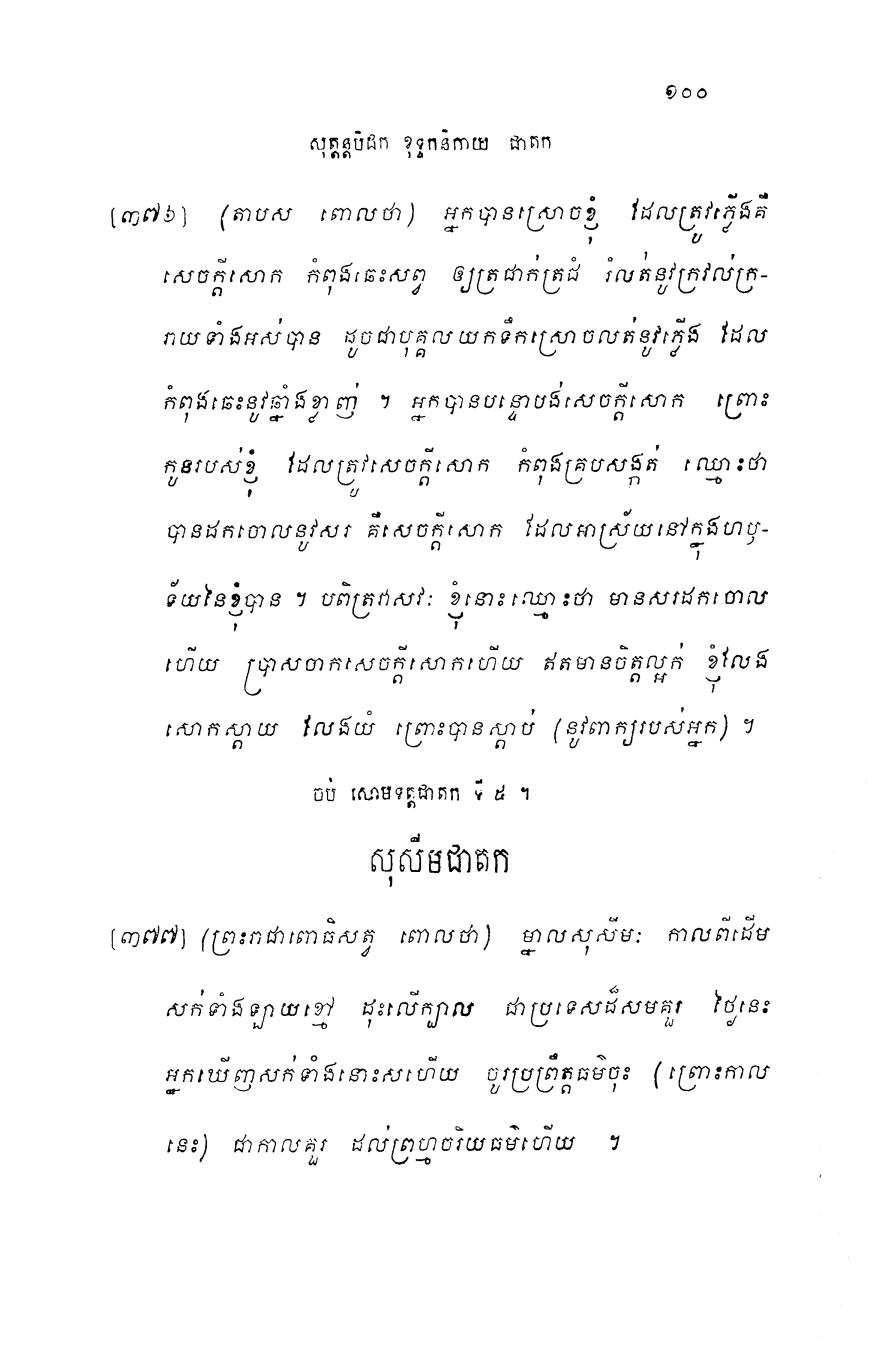 ១០០
សុត្តន្តបិដក ខុទ្ទកនិកាយ ជាតក
[៣៧៦] (តាបស ពោលថា) អ្នកបានស្រោចខ្ញុំ ដែលត្រូវភ្លើងគឺ
សេចក្តីសោក កំពុងឆេះសព្វ ឲ្យត្រជាក់ត្រជំ រំលត់នូវក្រវល់ក្រ-
វាយទាំងអស់បាន ដូចជាបុគ្គលយកទឹកស្រោចលត់នូវភ្លើង ដែល
កំពុងឆេះនូវឆ្នាំងខ្វាញ់ ។ អ្នកបានបន្ទោបង់សេចក្តីសោក ព្រោះ
កូនរបស់ខ្ញុំ ដែលត្រូវសេចក្តីសោក កំពុងគ្របសង្កត់ ឈ្មោះថា
បានដកចោលនូវសរ គឺសេចក្តីសោក ដែលអាស្រ័យនៅក្នុងហឫ-
ទ័យនៃខ្ញុំបាន ។ បពិត្រវាសវៈ ខ្ញុំនោះឈ្មោះថា មានសរដកចោល
ហើយ ប្រាសចាកសេចក្តីសោកហើយ ឥតមានចិត្តល្អក់ ខ្ញុំលែង
សោកស្តាយ លែងយំ ព្រោះបានស្តាប់ (នូវពាក្យរបស់អ្នក) ។
ចប់ សោមទត្តជាតក ទី ៥ ។
សុសីមជាតក
[៣៧៧] (ព្រះរាជាពោធិសត្វ ពោលថា) ម្នាលសុសីមៈ កាលពីដើម
សក់ទាំងឡាយខ្មៅ ដុះលើក្បាល ជាប្រទេសដ៏សមគួរ ថ្ងៃនេះ
អ្នកឃើញសក់ទាំងនោះសហើយ ចូរប្រព្រឹត្តធម៌ចុះ (ព្រោះកាល
នេះ) ជាកាលគួរ ដល់ព្រហ្មចរិយធម៌ហើយ ។